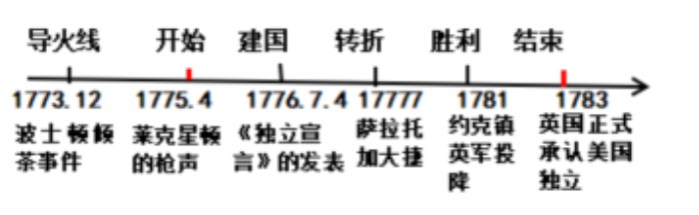 导火线 开始 建国 转折 胜利 结束
1773.12 1775.4 1776.7.4 17777 1781 1783
波士顿倾
茶事件
莱克星顿
的枪声
《独立宣
言》的发表
萨拉托
加大捷
约克镇
英军投
降
英国正式
承认美国
独立